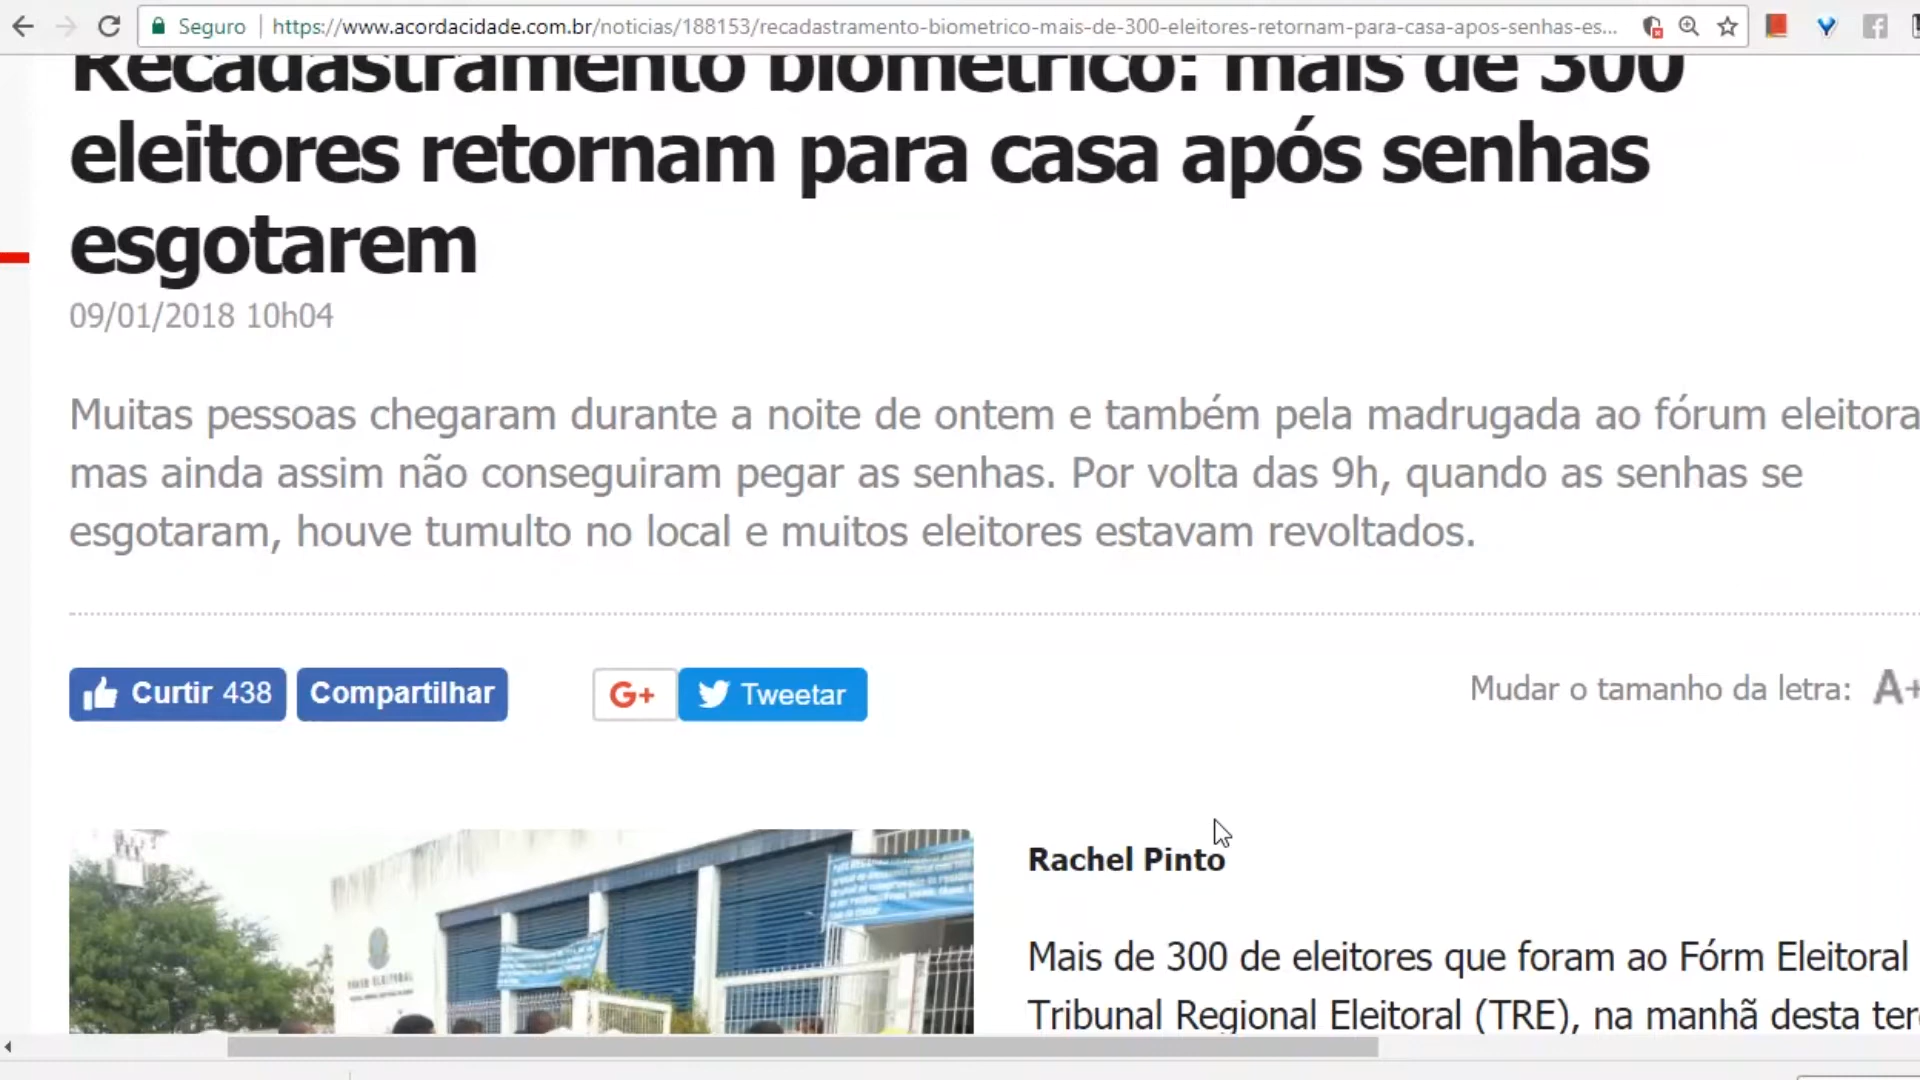 Seguro
https://www.acordacidade.com.br/noticias/188153/recadastramento-biometrico-mais-de-300-eleitores-retornam-para-casa-apos-senhas-es...
Recadastramento biométrico: mais de 300
eleitores retornam para casa após senhas
esgotarem
09/01/2018 10h04
Muitas pessoas chegaram durante a noite de ontem e também pela madrugada ao fórum eleitora
mas ainda assim não conseguiram pegar as senhas. Por volta das 9h, quando as senhas se
esgotaram, houve tumulto no local e muitos eleitores estavam revoltados.
Curtir 438 Compartilhar G+ Tweetar
Mudar o tamanho da letra: A+
Rachel Pinto
Mais de 300 de eleitores que foram ao Fórm Eleitoral
Tribunal Regional Eleitoral (TRE), na manhã desta ter